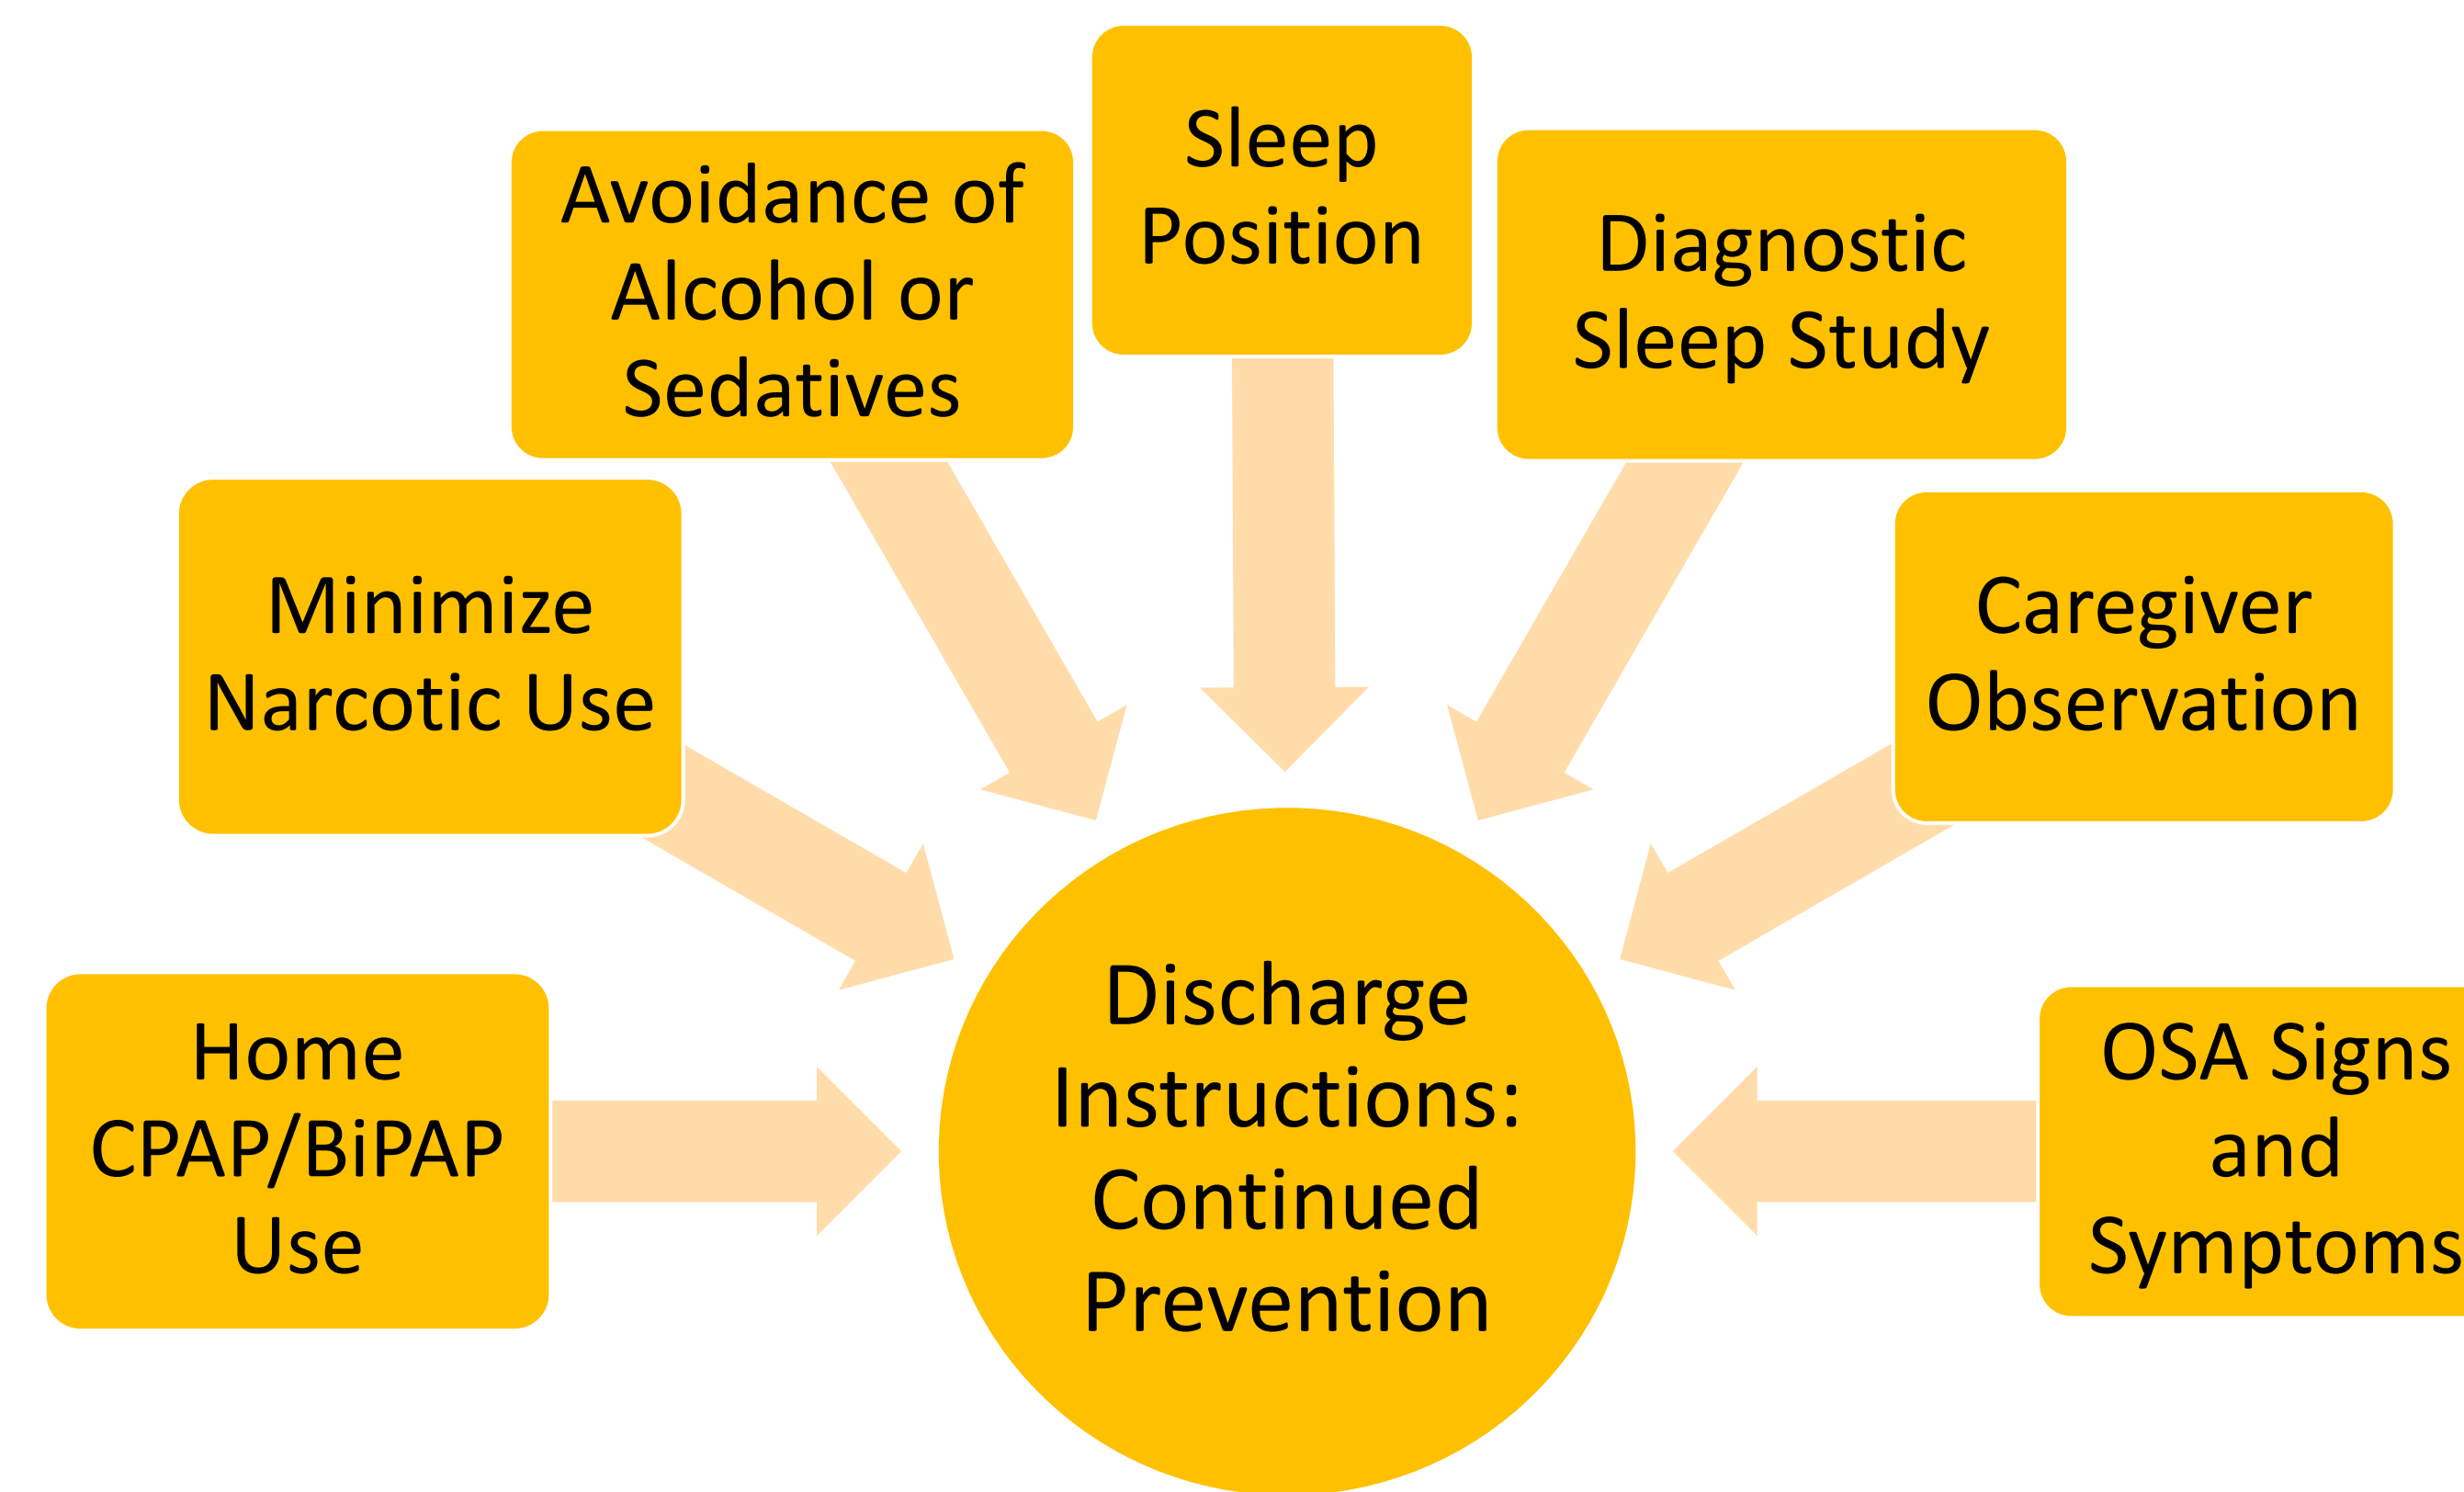 Sleep
Position
Avoidance of
Alcohol or
Sedatives
Diagnostic
Sleep Study
Minimize
Narcotic Use
Caregiver
Observation
Home
CPAP/BiPAP
Use
Discharge
Instructions:
Continued
Prevention
OSA Signs
and
Symptoms